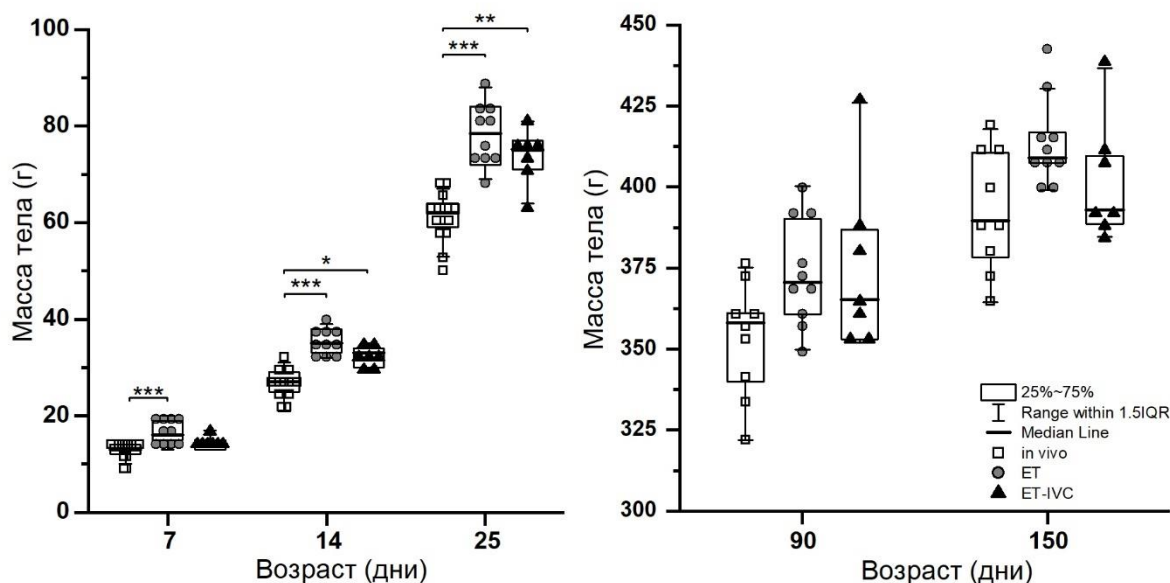 Масса тела (г)
100
80
60
40
20
0
7
14
25
Возраст (дни)
***
***
*
***
**
Масса тела (г)
450
425
400
375
350
325
300
90
150
Возраст (дни)
25%~75%
Range within 1.5IQR
Median Line
in vivo
ET
ET-IVC